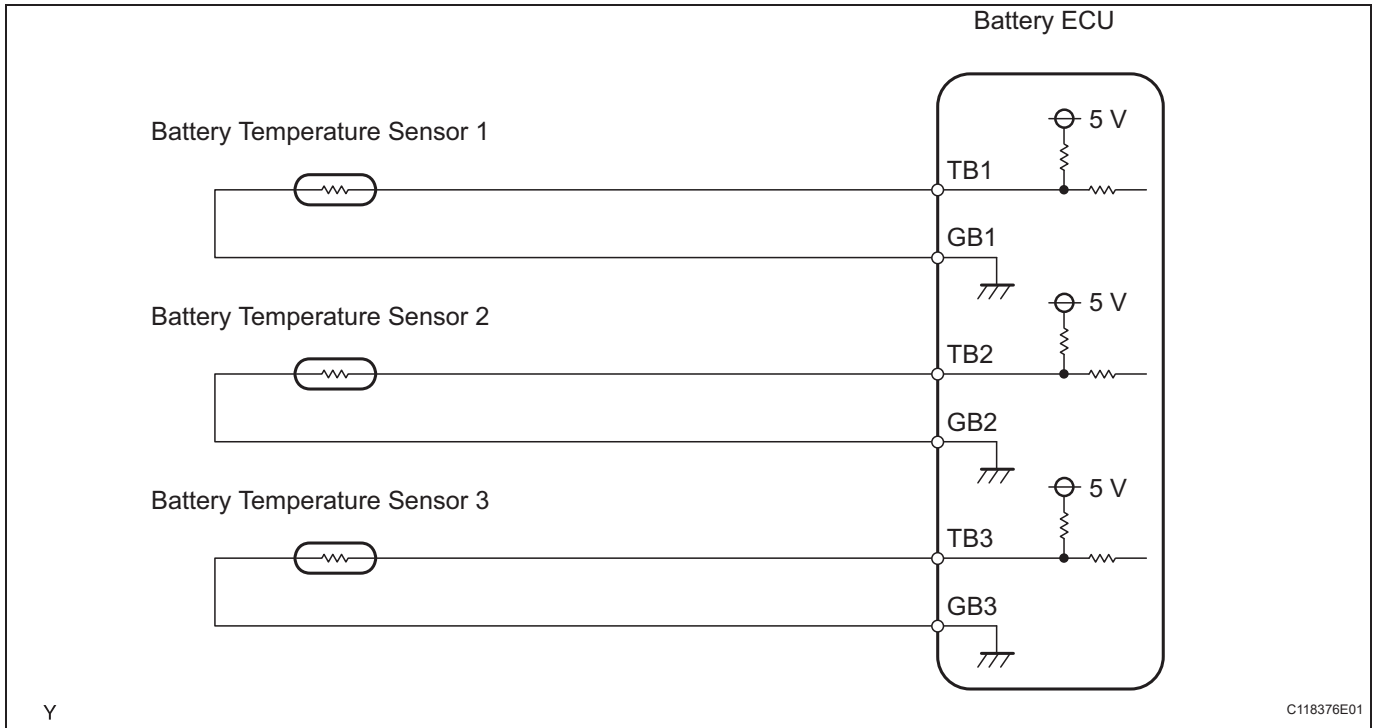 Battery ECU
Battery Temperature Sensor 1
5 V
TB1
GB1
Battery Temperature Sensor 2
5 V
TB2
GB2
Battery Temperature Sensor 3
5 V
TB3
GB3
Y
C118376E01